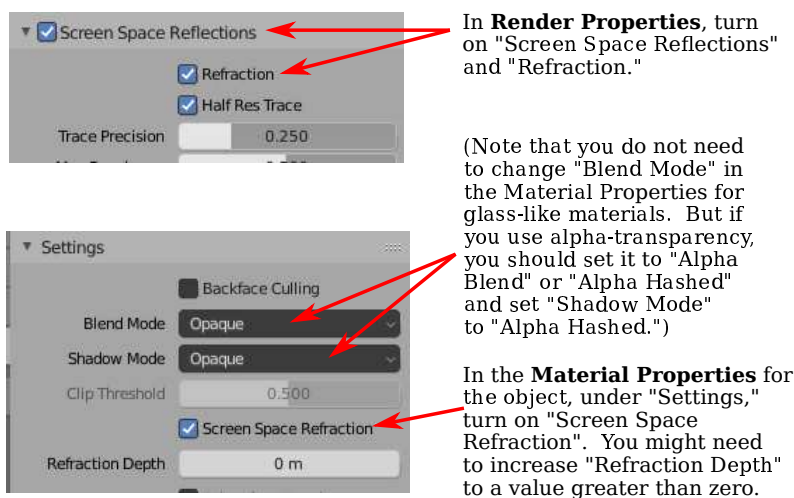 Screen Space Reflections
Refraction
Half Res Trace
Trace Precision 0.250
In Render Properties, turn
on "Screen Space Reflections"
and "Refraction."
(Note that you do not need
to change "Blend Mode" in
the Material Properties for
glass-like materials.  But if
you use alpha-transparency,
you should set it to "Alpha
Blend" or "Alpha Hashed"
and set "Shadow Mode"
to "Alpha Hashed.")
Settings
Backface Culling
Blend Mode Opaque
Shadow Mode Opaque
Clip Threshold 0.500
Screen Space Refraction
Refraction Depth 0 m
In the Material Properties for
the object, under "Settings,"
turn on "Screen Space
Refraction".  You might need
to increase "Refraction Depth"
to a value greater than zero.